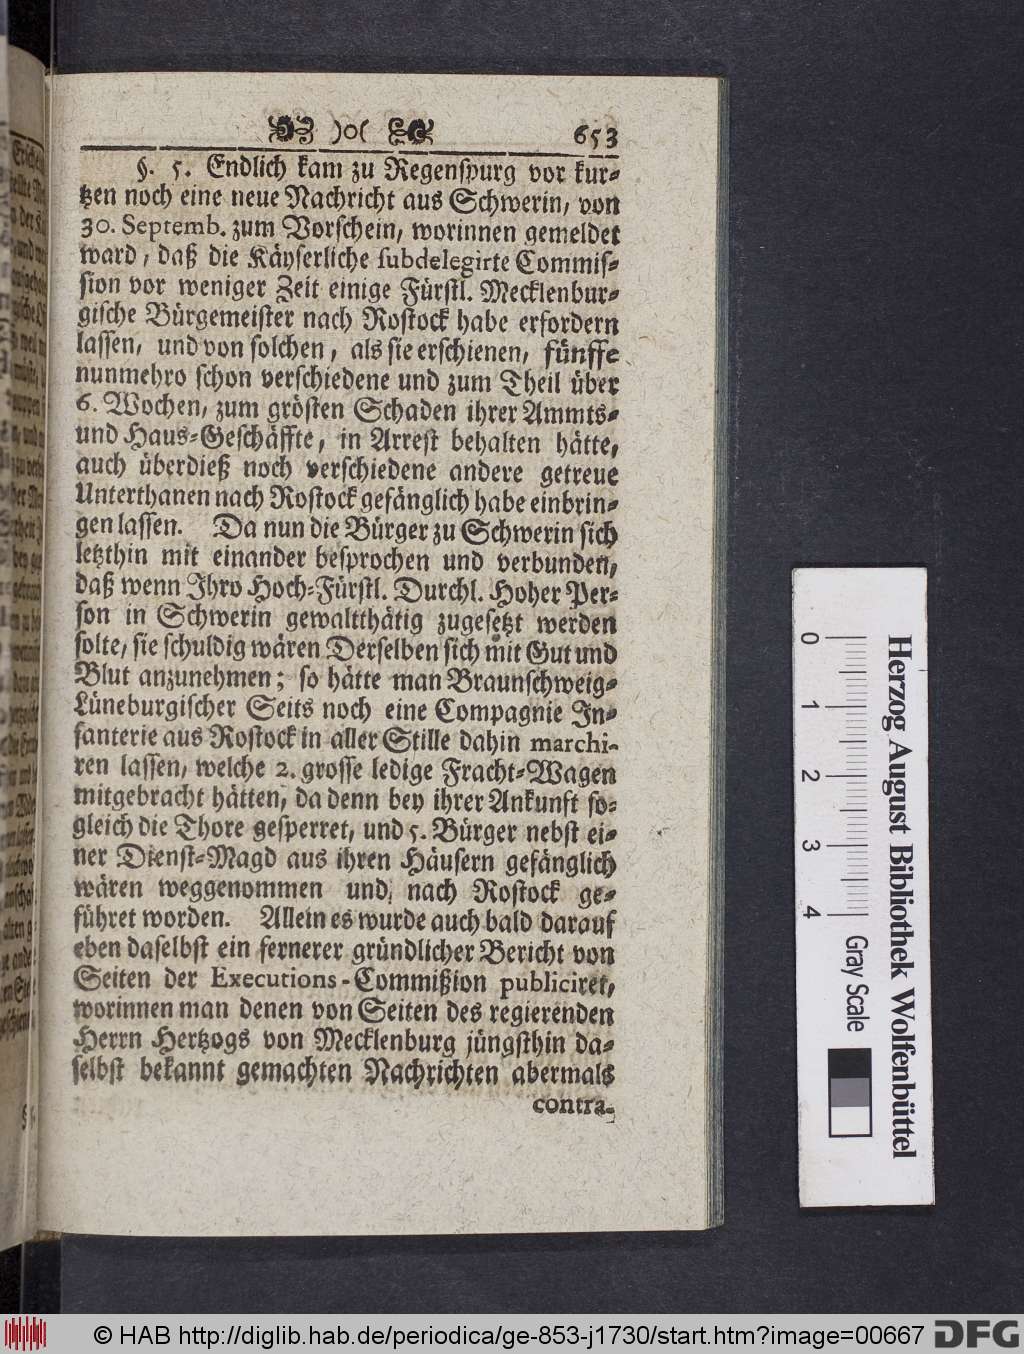 )o( 653
§. 5. Endlich kam zu Regenspurg vor kur-
tzen noch eine neue Nachricht aus Schwerin, von
30. Septemb. zum Vorschein, worinnen gemeldet
ward, daß die Käyserliche subdelegirte Commis-
sion vor weniger Zeit einige Fürstl. Mecklenbur-
gische Bürgemeister nach Rostock habe erfordern
lassen, und von solchen, als sie erschienen, fünffe
nunmehro schon verschiedene und zum Theil über
6. Wochen, zum grösten Schaden ihrer Ammts-
und Haus-Geschäffte, in Arrest behalten hätte,
auch überdieß noch verschiedene andere getreue
Unterthanen nach Rostock gefänglich habe einbrin-
gen lassen. Da nun die Bürger zu Schwerin sich
letzthin mit einander besprochen und verbunden,
daß wenn Ihro Hoch-Fürstl. Durchl. Hoher Per-
son in Schwerin gewaltthätig zugesetzt werden
solte, sie schuldig wären Derselben sich mit Gut und
Blut anzunehmen; so hätte man Braunschweig-
Lüneburgischer Seits noch eine Compagnie In-
fanterie aus Rostock in aller Stille dahin marchi-
ren lassen, welche 2. grosse ledige Fracht-Wagen
mitgebracht hätten, da denn bey ihrer Ankunft so-
gleich die Thore gesperret, und 5. Bürger nebst ei-
ner Dienst-Magd aus ihren Häusern gefänglich
wären weggenommen und, nach Rostock ge-
führet worden. Allein es wurde auch bald darauf
eben daselbst ein fernerer gründlicher Bericht von
Seiten der Executions-Commißion publiciret,
worinnen man denen von Seiten des regierenden
Herrn Hertzogs von Mecklenburg jüngsthin da-
selbst bekannt gemachten Nachrichten abermals
contra-
0 1 2 3 4
Gray Scale
Herzog August Bibliothek Wolfenbüttel
© HAB http://diglib.hab.de/periodica/ge-853-j1730/start.htm?image=00667 DFG